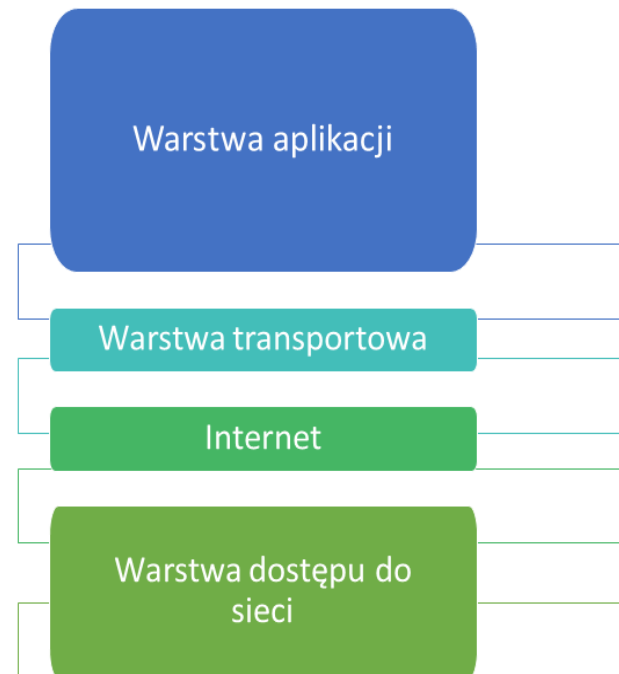 Warstwa aplikacji
Warstwa transportowa
Internet
Warstwa dostępu do
sieci